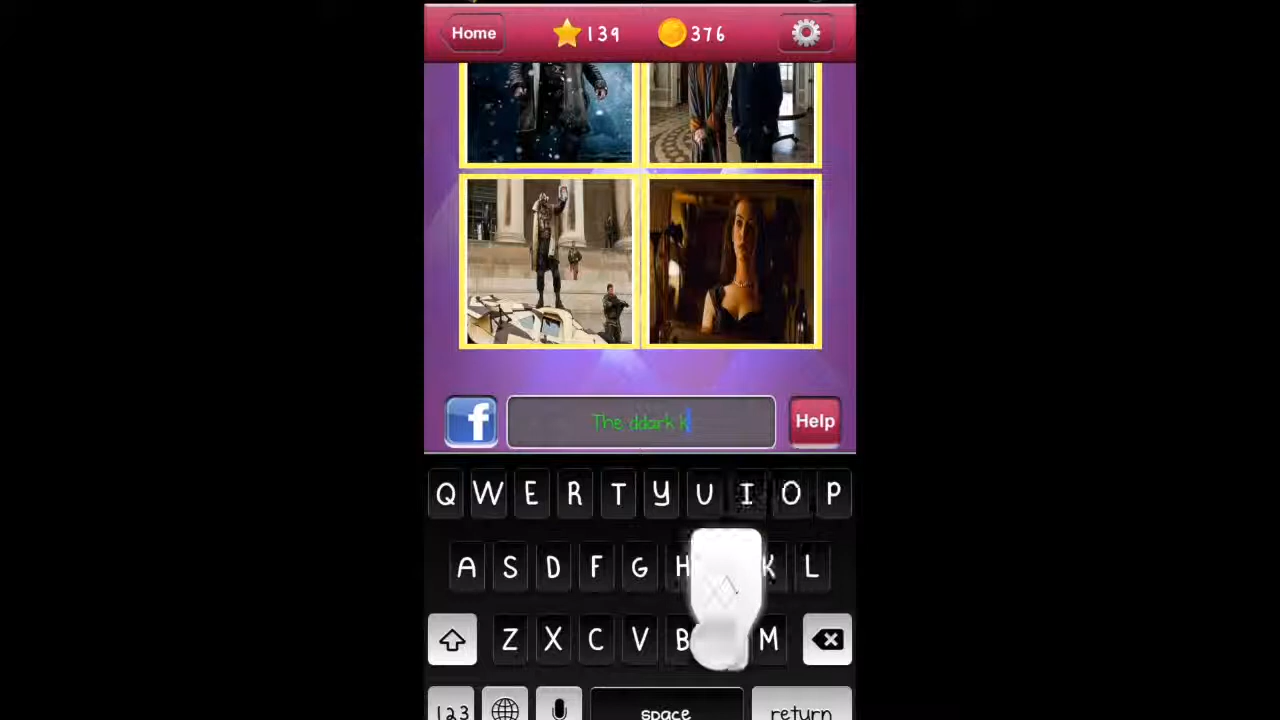 Home 139 376
f The ddark k Help
Q W E R T Y U I O P
A S D F G H K L
Z X C V B M
123 space return